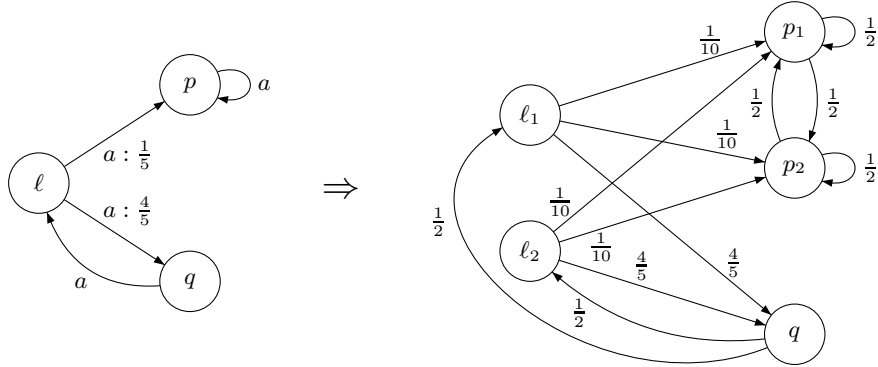 p
a
ℓ
a : 1/5
a : 4/5
a
q
⇒
p₁
1/2
1/10
1/2
1/2
ℓ₁
1/10
p₂
1/2
1/10
1/2
ℓ₂
1/10
4/5
4/5
1/2
q